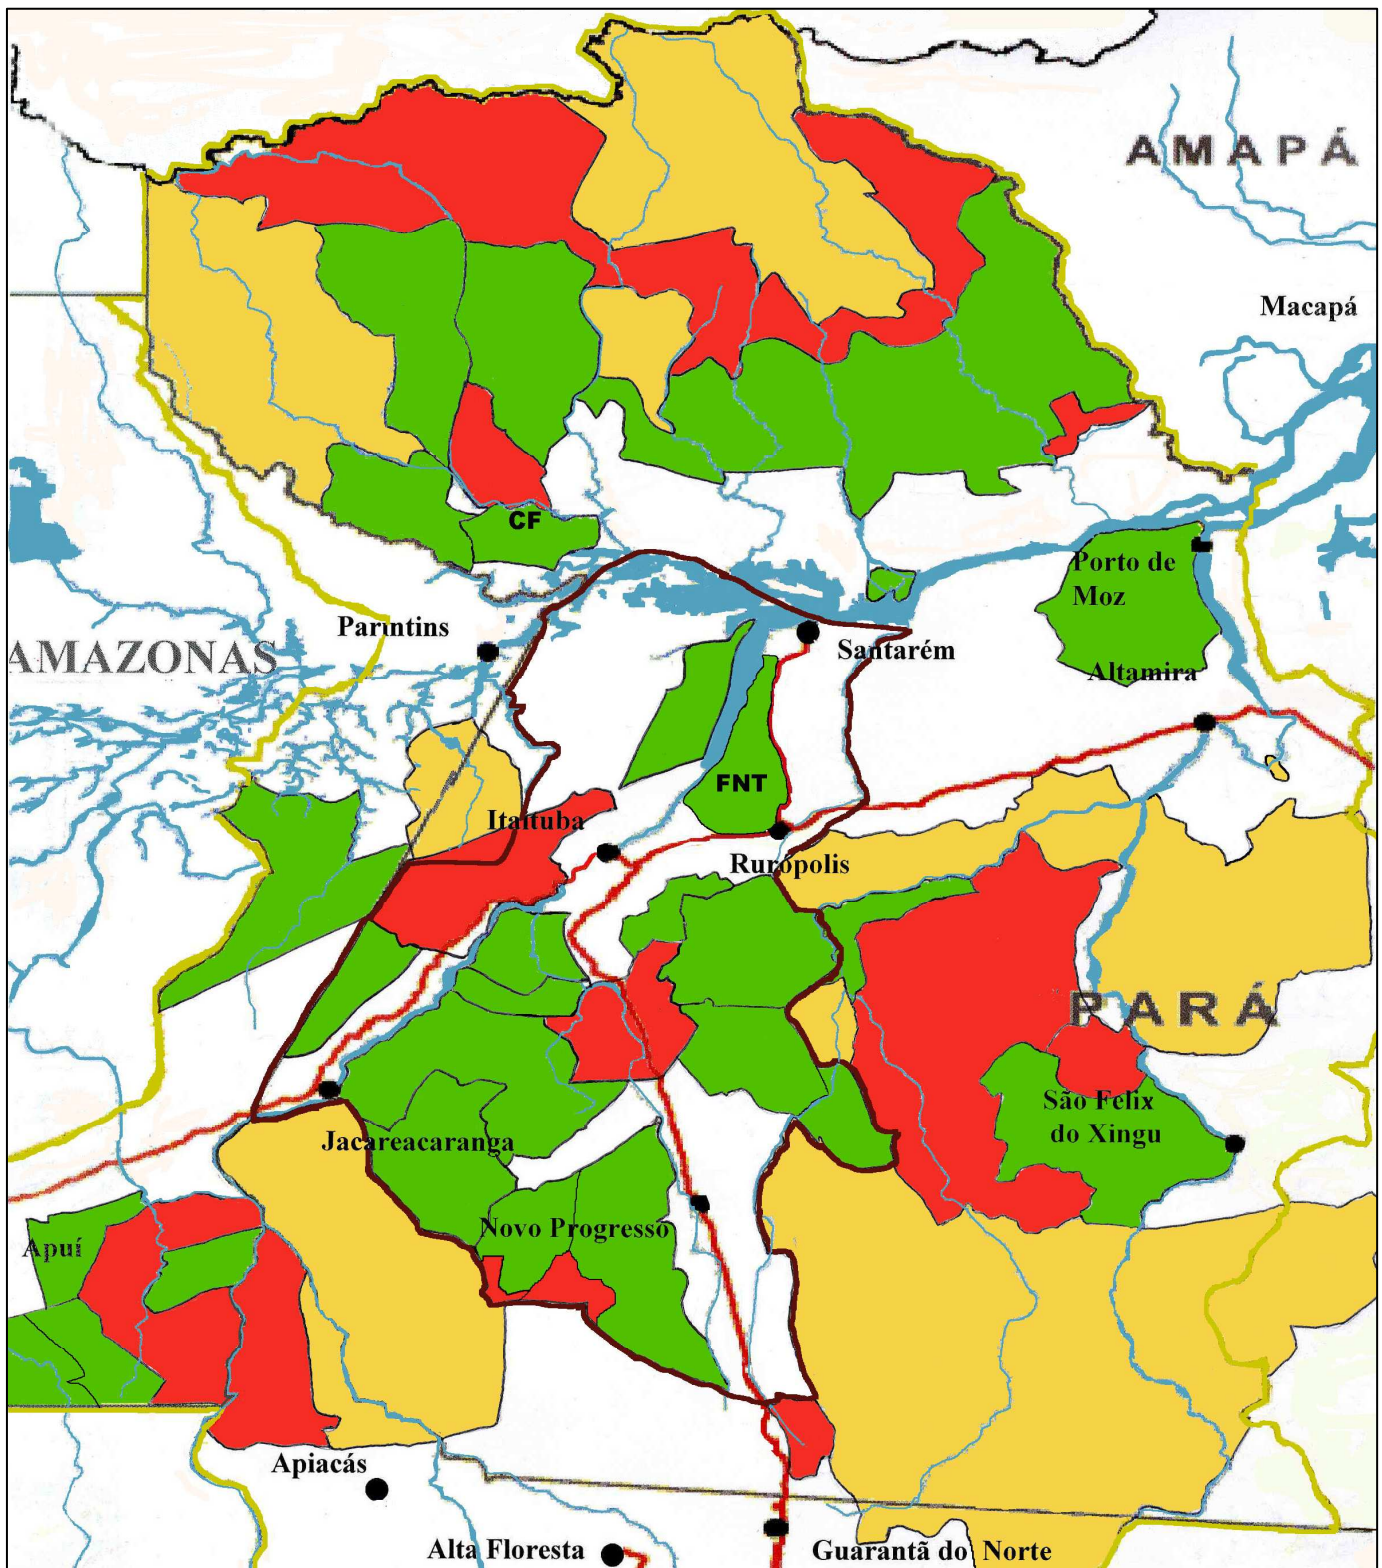 AMAPÁ
Macapá
CF
Porto de
Moz
Parintins
Santarém
AMAZONAS
Altamira
FNT
Itaituba
Rurópolis
PARÁ
São Felix
do Xingu
Jacareacaranga
Novo Progresso
Apuí
Apiacás
Alta Floresta
Guarantã do Norte